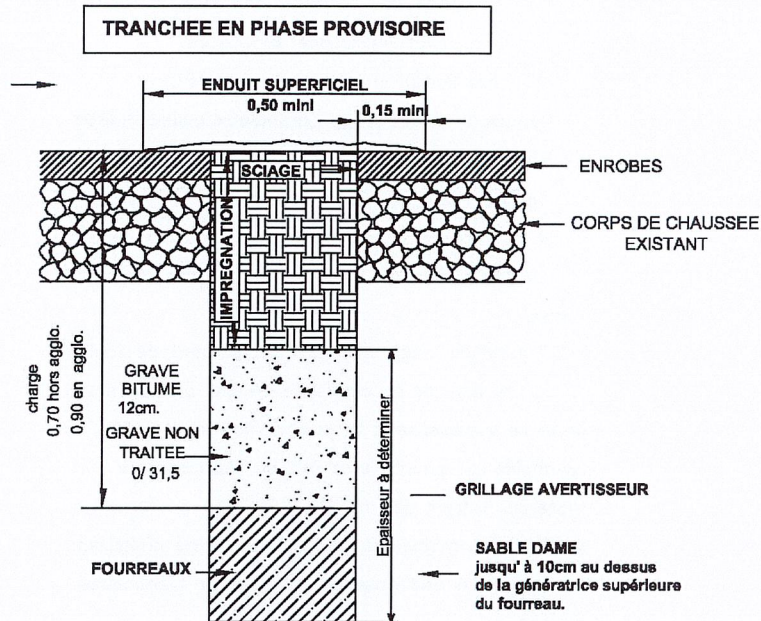 TRANCHEE EN PHASE PROVISOIRE
ENDUIT SUPERFICIEL
0,50 mini
0,15 mini
SCIAGE
ENROBES
IMPREGNATION
CORPS DE CHAUSSEE
EXISTANT
charge
0,70 hors agglo.
0,90 en agglo.
GRAVE
BITUME
12cm.
GRAVE NON
TRAITEE
0/ 31,5
Epaisseur à déterminer
GRILLAGE AVERTISSEUR
FOURREAUX
SABLE DAME
jusqu' à 10cm au dessus
de la génératrice supérieure
du fourreau.